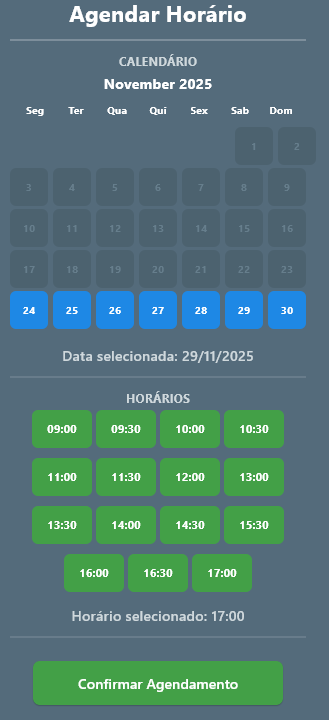 Agendar Horário
CALENDÁRIO
November 2025
Seg Ter Qua Qui Sex Sab Dom
1 2
3 4 5 6 7 8 9
10 11 12 13 14 15 16
17 18 19 20 21 22 23
24 25 26 27 28 29 30
Data selecionada: 29/11/2025
HORÁRIOS
09:00 09:30 10:00 10:30
11:00 11:30 12:00 13:00
13:30 14:00 14:30 15:30
16:00 16:30 17:00
Horário selecionado: 17:00
Confirmar Agendamento